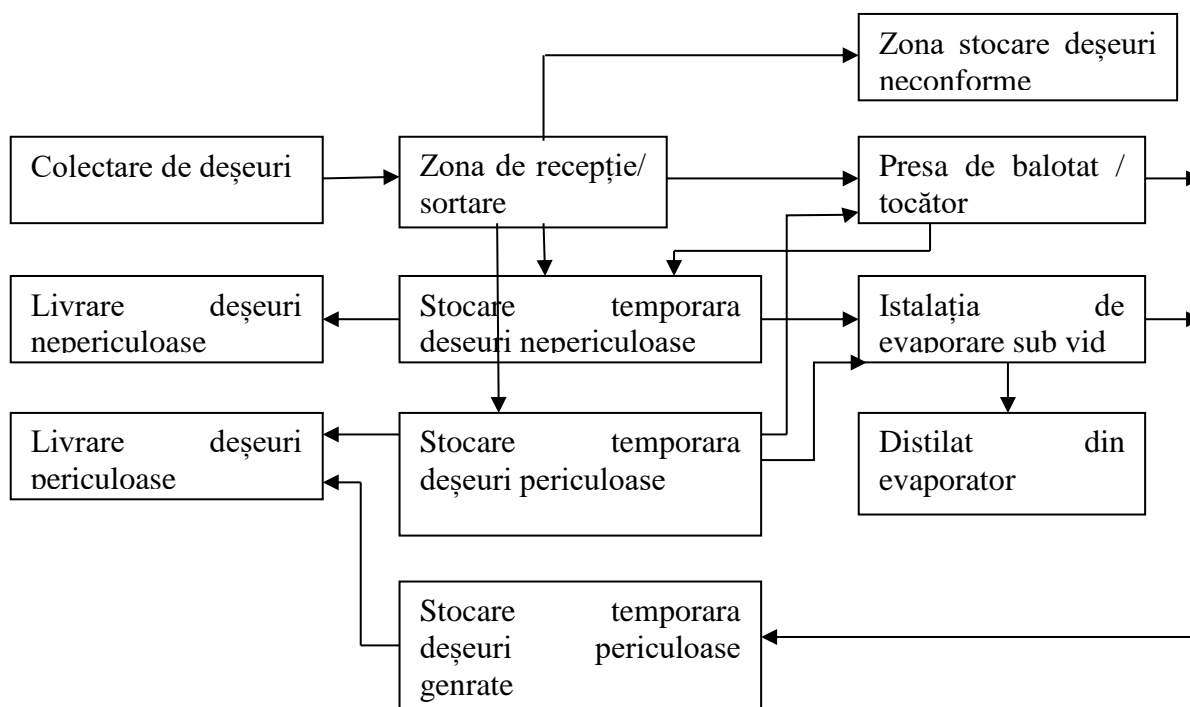 Zona stocare deșeuri
neconforme
Colectare de deșeuri
Zona de recepție/
sortare
Presa de balotat /
tocător
Livrare deșeuri
nepericuloase
Stocare temporara
deșeuri nepericuloase
Istalația de
evaporare sub vid
Livrare deșeuri
periculoase
Stocare temporara
deșeuri periculoase
Distilat din
evaporator
Stocare temporara
deșeuri periculoase
genrate